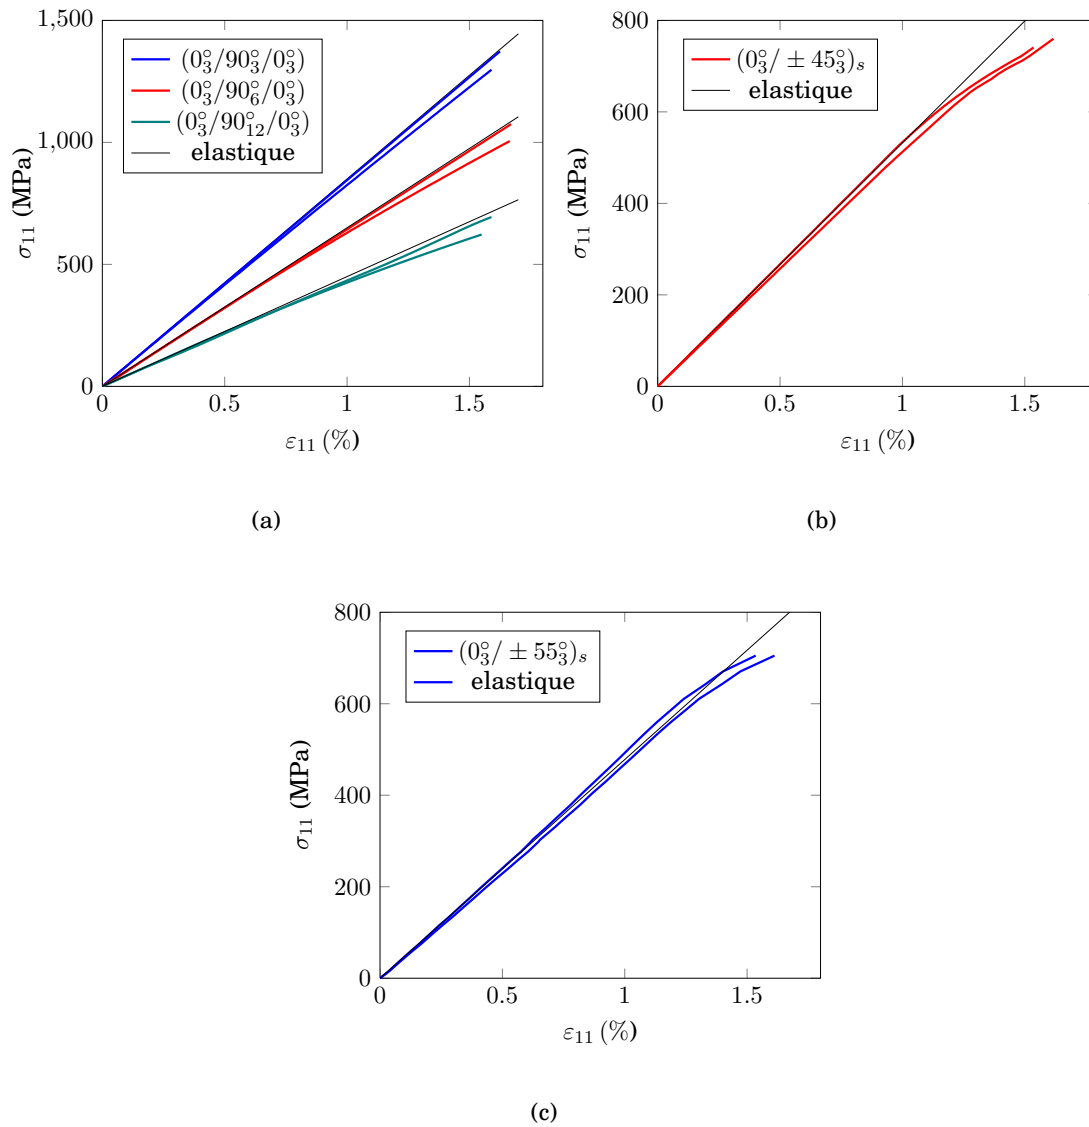 1,500
1,000
500
0
0
0.5
1
1.5
σ₁₁ (MPa)
ε₁₁ (%)
(0°₃/90°₃/0°₃)
(0°₃/90°₆/0°₃)
(0°₃/90°₁₂/0°₃)
elastique
(a)
800
600
400
200
0
0
0.5
1
1.5
σ₁₁ (MPa)
ε₁₁ (%)
(0°₃/ ± 45°₃)ₛ
elastique
(b)
800
600
400
200
0
0
0.5
1
1.5
σ₁₁ (MPa)
ε₁₁ (%)
(0°₃/ ± 55°₃)ₛ
elastique
(c)